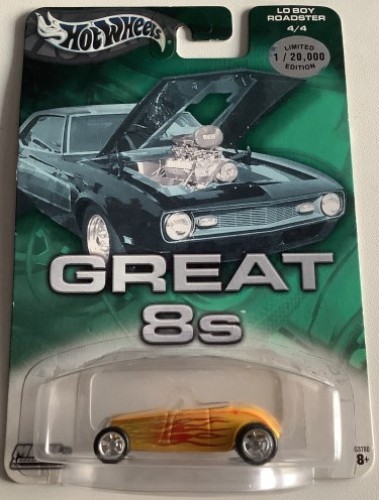 Hot Wheels
LO BOY
ROADSTER
4/4
LIMITED
1 / 20,000
EDITION
GREAT
8s
8+